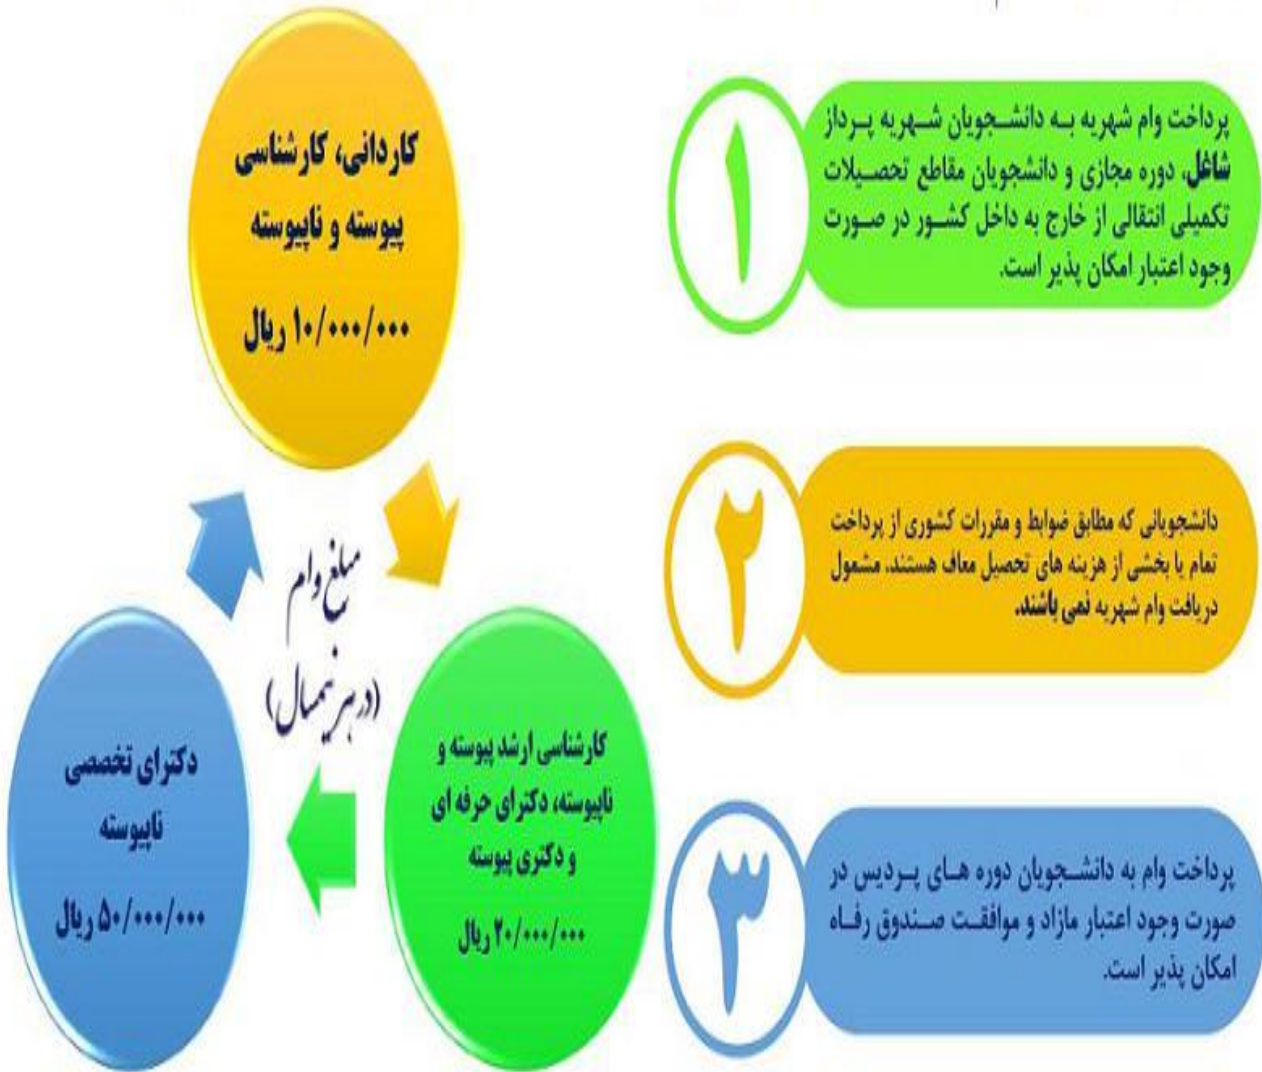 پرداخت وام شهریه به دانشجویان شهریه پرداز
شاغل، دوره مجازی و دانشجویان مقاطع تحصیلات
تکمیلی انتقالی از خارج به داخل کشور در صورت
وجود اعتبار امکان پذیر است.
۱
دانشجویانی که مطابق ضوابط و مقررات کشوری از پرداخت
تمام یا بخشی از هزینه های تحصیل معاف هستند، مشمول
دریافت وام شهریه نمی باشند.
۲
پرداخت وام به دانشجویان دوره های پردیس در
صورت وجود اعتبار مازاد و موافقت صندوق رفاه
امکان پذیر است.
۳
کاردانی، کارشناسی
پیوسته و ناپیوسته
۱۰/۰۰۰/۰۰۰ ریال
مبلغ وام
(در هر نیمسال)
کارشناسی ارشد پیوسته و
ناپیوسته، دکترای حرفه ای
و دکتری پیوسته
۲۰/۰۰۰/۰۰۰ ریال
دکترای تخصصی
ناپیوسته
۵۰/۰۰۰/۰۰۰ ریال